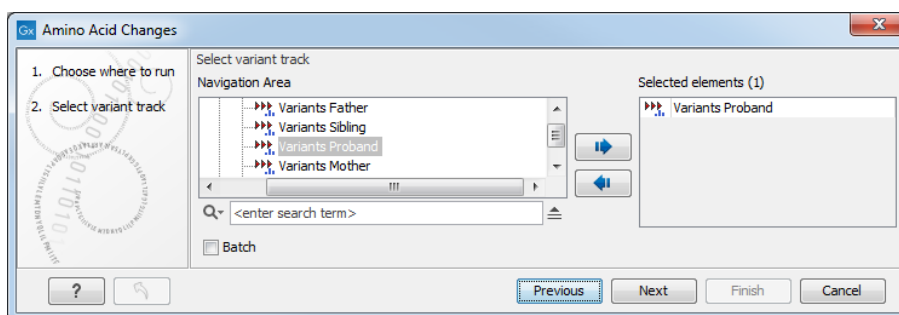 Gx Amino Acid Changes
1. Choose where to run
2. Select variant track
Select variant track
Navigation Area
Variants Father
Variants Sibling
Variants Proband
Variants Mother
<enter search term>
Batch
Selected elements (1)
Variants Proband
?
Previous
Next
Finish
Cancel